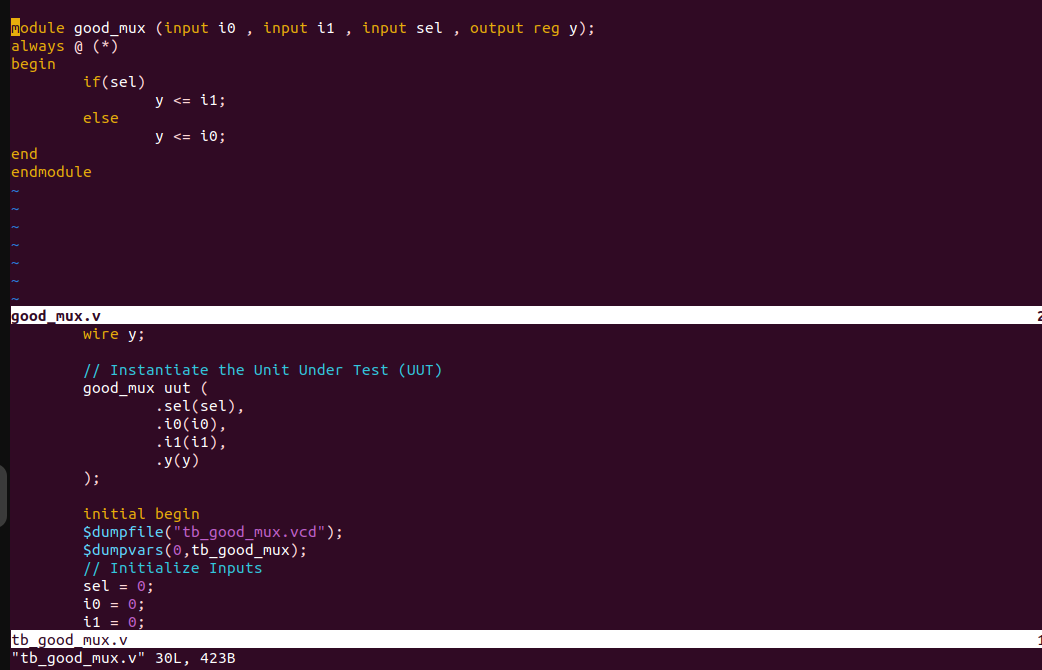 module good_mux (input i0 , input i1 , input sel , output reg y);
always @ (*)
begin
        if(sel)
                y <= i1;
        else
                y <= i0;
end
endmodule
~
~
~
~
~
~
~
good_mux.v
        wire y;

        // Instantiate the Unit Under Test (UUT)
        good_mux uut (
                .sel(sel),
                .i0(i0),
                .i1(i1),
                .y(y)
        );

        initial begin
        $dumpfile("tb_good_mux.vcd");
        $dumpvars(0,tb_good_mux);
        // Initialize Inputs
        sel = 0;
        i0 = 0;
        i1 = 0;
tb_good_mux.v
"tb_good_mux.v" 30L, 423B